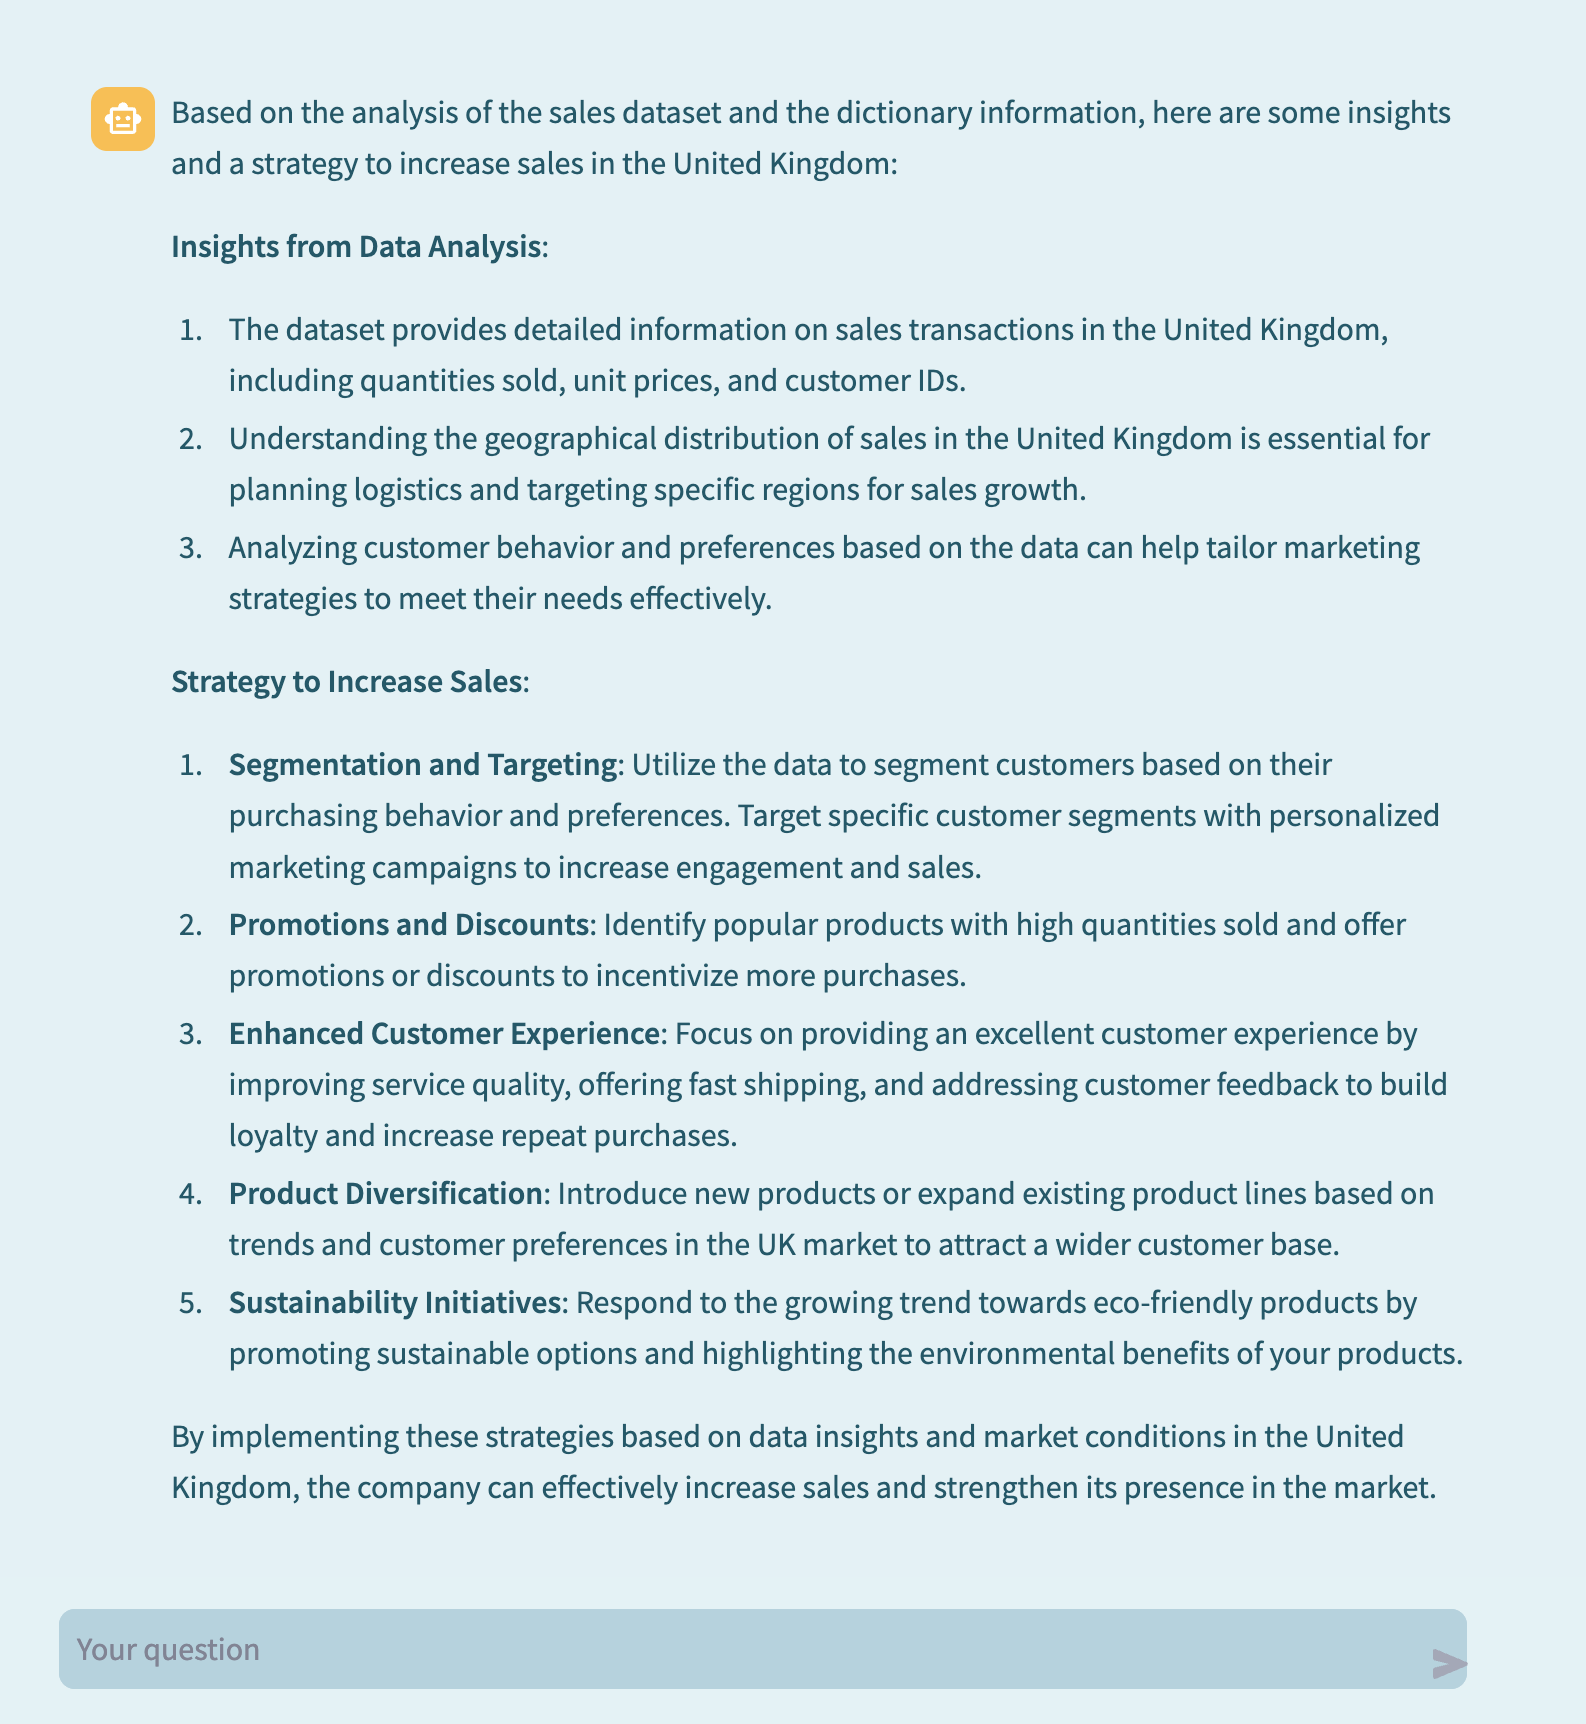 Based on the analysis of the sales dataset and the dictionary information, here are some insights
and a strategy to increase sales in the United Kingdom:
Insights from Data Analysis:
1. The dataset provides detailed information on sales transactions in the United Kingdom,
including quantities sold, unit prices, and customer IDs.
2. Understanding the geographical distribution of sales in the United Kingdom is essential for
planning logistics and targeting specific regions for sales growth.
3. Analyzing customer behavior and preferences based on the data can help tailor marketing
strategies to meet their needs effectively.
Strategy to Increase Sales:
1. Segmentation and Targeting: Utilize the data to segment customers based on their
purchasing behavior and preferences. Target specific customer segments with personalized
marketing campaigns to increase engagement and sales.
2. Promotions and Discounts: Identify popular products with high quantities sold and offer
promotions or discounts to incentivize more purchases.
3. Enhanced Customer Experience: Focus on providing an excellent customer experience by
improving service quality, offering fast shipping, and addressing customer feedback to build
loyalty and increase repeat purchases.
4. Product Diversification: Introduce new products or expand existing product lines based on
trends and customer preferences in the UK market to attract a wider customer base.
5. Sustainability Initiatives: Respond to the growing trend towards eco-friendly products by
promoting sustainable options and highlighting the environmental benefits of your products.
By implementing these strategies based on data insights and market conditions in the United
Kingdom, the company can effectively increase sales and strengthen its presence in the market.
Your question